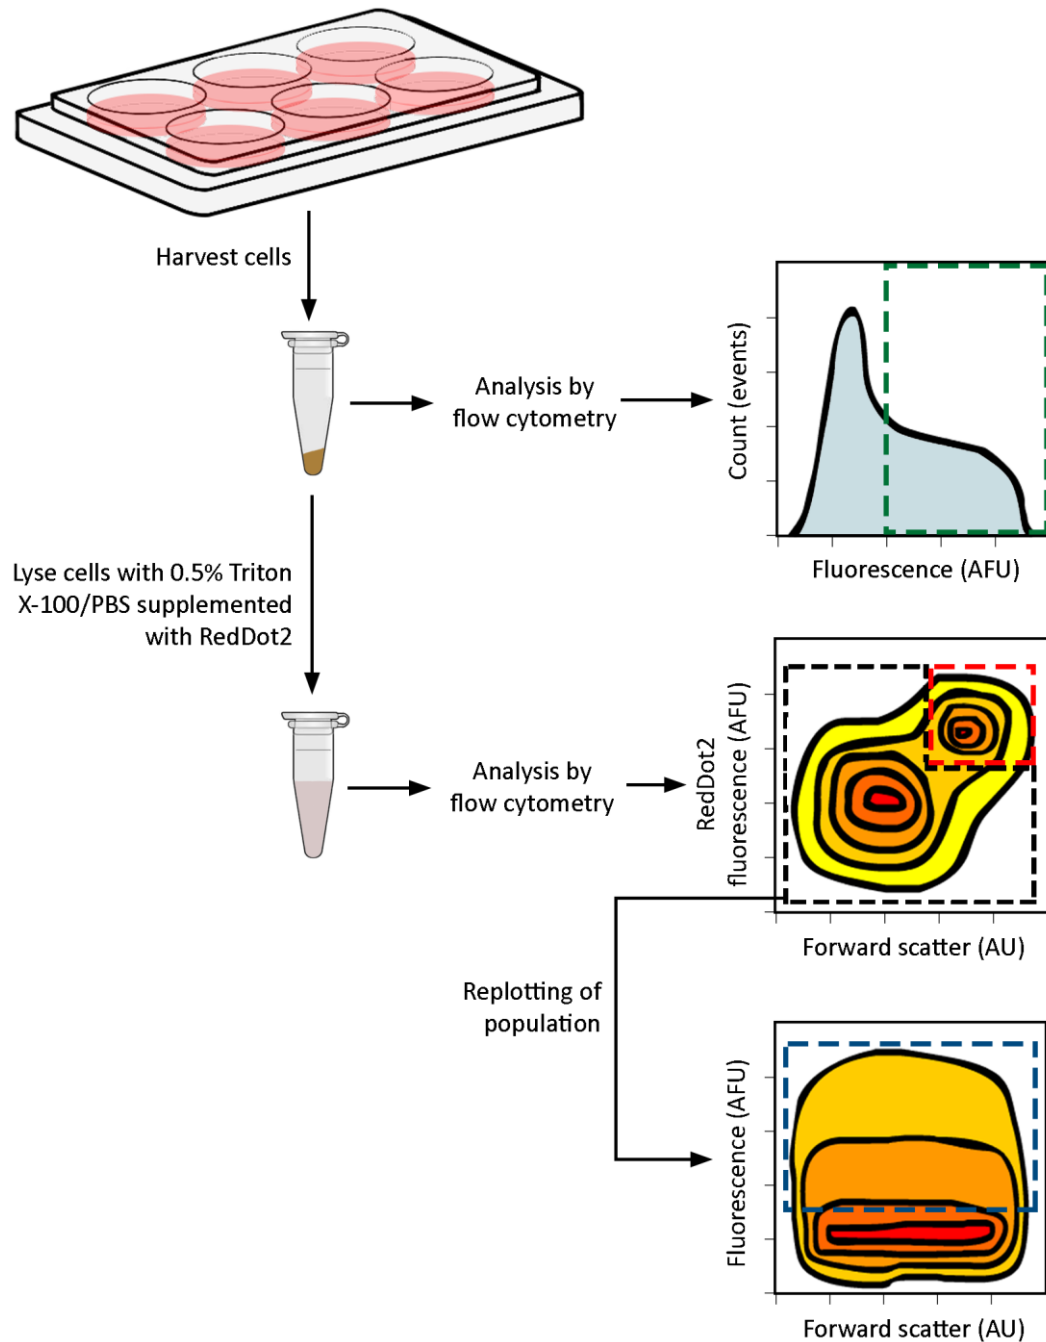 Harvest cells
Analysis by
flow cytometry
Count (events)
Fluorescence (AFU)
Lyse cells with 0.5% Triton
X-100/PBS supplemented
with RedDot2
Analysis by
flow cytometry
RedDot2
fluorescence (AFU)
Forward scatter (AU)
Replotting of
population
Fluorescence (AFU)
Forward scatter (AU)